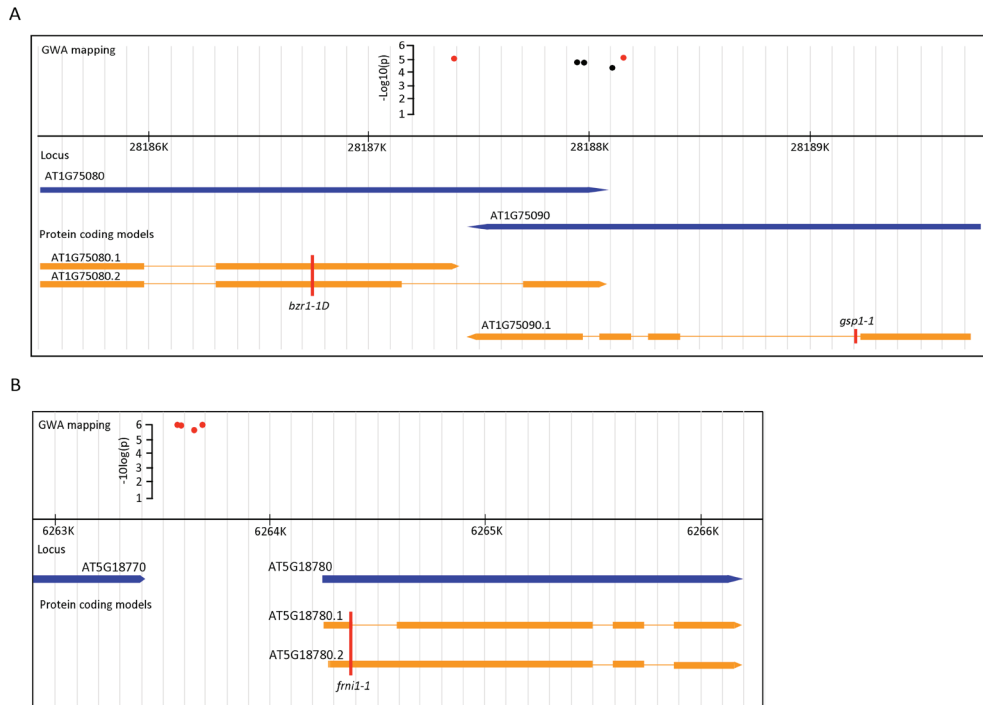 A
GWA mapping
-Log10(p)
6
5
4
3
2
1
28186K
28187K
28188K
28189K
Locus
AT1G75080
AT1G75090
Protein coding models
AT1G75080.1
AT1G75080.2
bzr1-1D
AT1G75090.1
gsp1-1
B
GWA mapping
-10log(p)
6
5
4
3
2
1
6263K
6264K
6265K
6266K
Locus
AT5G18770
AT5G18780
Protein coding models
AT5G18780.1
AT5G18780.2
frni1-1